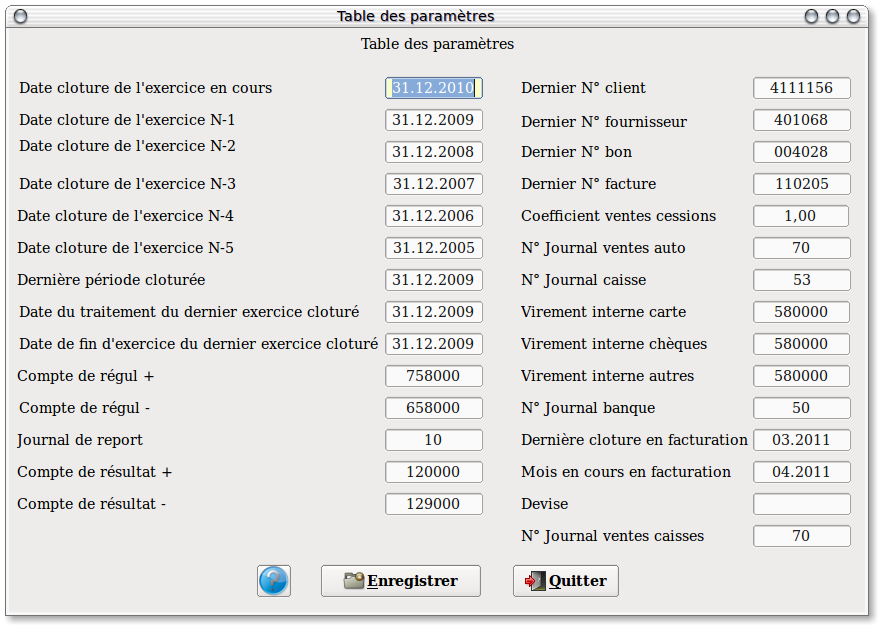 Table des paramètres
Table des paramètres
Date cloture de l'exercice en cours 31.12.2010 Dernier N° client 4111156
Date cloture de l'exercice N-1 31.12.2009 Dernier N° fournisseur 401068
Date cloture de l'exercice N-2 31.12.2008 Dernier N° bon 004028
Date cloture de l'exercice N-3 31.12.2007 Dernier N° facture 110205
Date cloture de l'exercice N-4 31.12.2006 Coefficient ventes cessions 1,00
Date cloture de l'exercice N-5 31.12.2005 N° Journal ventes auto 70
Dernière période cloturée 31.12.2009 N° Journal caisse 53
Date du traitement du dernier exercice cloturé 31.12.2009 Virement interne carte 580000
Date de fin d'exercice du dernier exercice cloturé 31.12.2009 Virement interne chèques 580000
Compte de régul + 758000 Virement interne autres 580000
Compte de régul - 658000 N° Journal banque 50
Journal de report 10 Dernière cloture en facturation 03.2011
Compte de résultat + 120000 Mois en cours en facturation 04.2011
Compte de résultat - 129000 Devise
N° Journal ventes caisses 70
Enregistrer Quitter